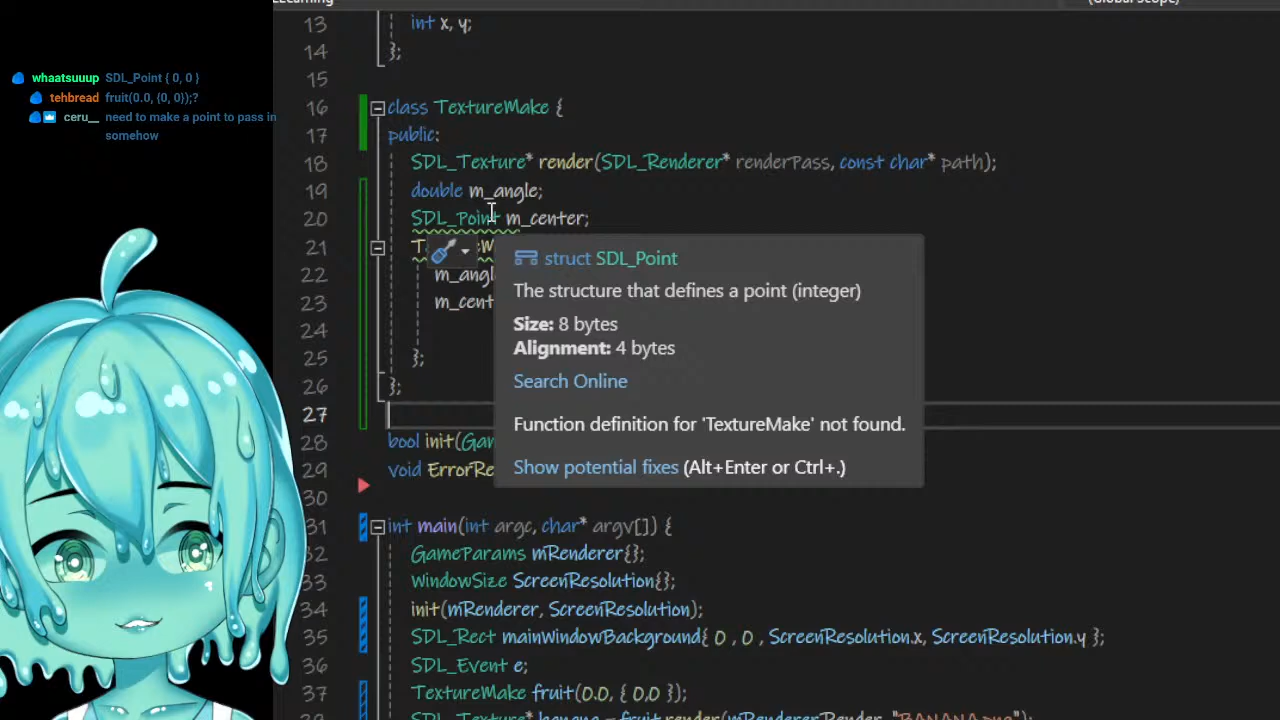 (Global Scope)
13 int x, y;
14 };
15
whaatsuuup SDL_Point { 0, 0 }
tehbread fruit(0.0, {0, 0});?
ceru__ need to make a point to pass in
somehow
16 class TextureMake {
17 public:
18 SDL_Texture* render(SDL_Renderer* renderPass, const char* path);
19 double m_angle;
20 SDL_Point m_center;
21
22 m_angl
23 m_cent
24
25 };
26 };
27
struct SDL_Point
The structure that defines a point (integer)
Size: 8 bytes
Alignment: 4 bytes
Search Online
Function definition for 'TextureMake' not found.
Show potential fixes (Alt+Enter or Ctrl+.)
28 bool init(Gan
29 void ErrorRe
30
31 int main(int argc, char* argv[]) {
32 GameParams mRenderer{};
33 WindowSize ScreenResolution{};
34 init(mRenderer, ScreenResolution);
35 SDL_Rect mainWindowBackground{ 0 , 0 , ScreenResolution.x, ScreenResolution.y };
36 SDL_Event e;
37 TextureMake fruit(0.0, { 0,0 });